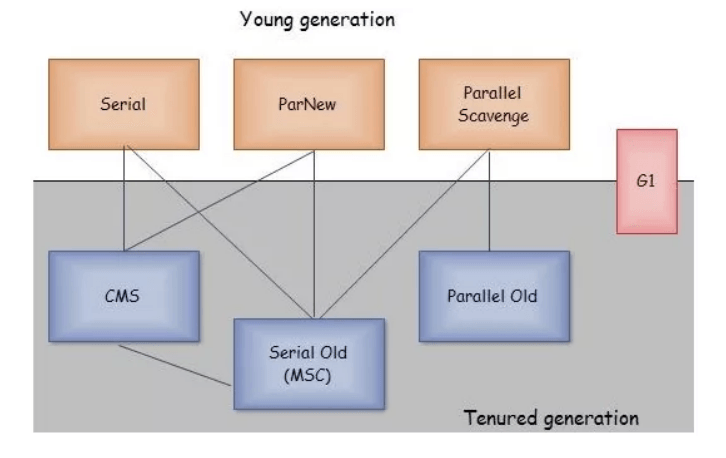 Young generation
Serial
ParNew
Parallel
Scavenge
G1
CMS
Parallel Old
Serial Old
(MSC)
Tenured generation